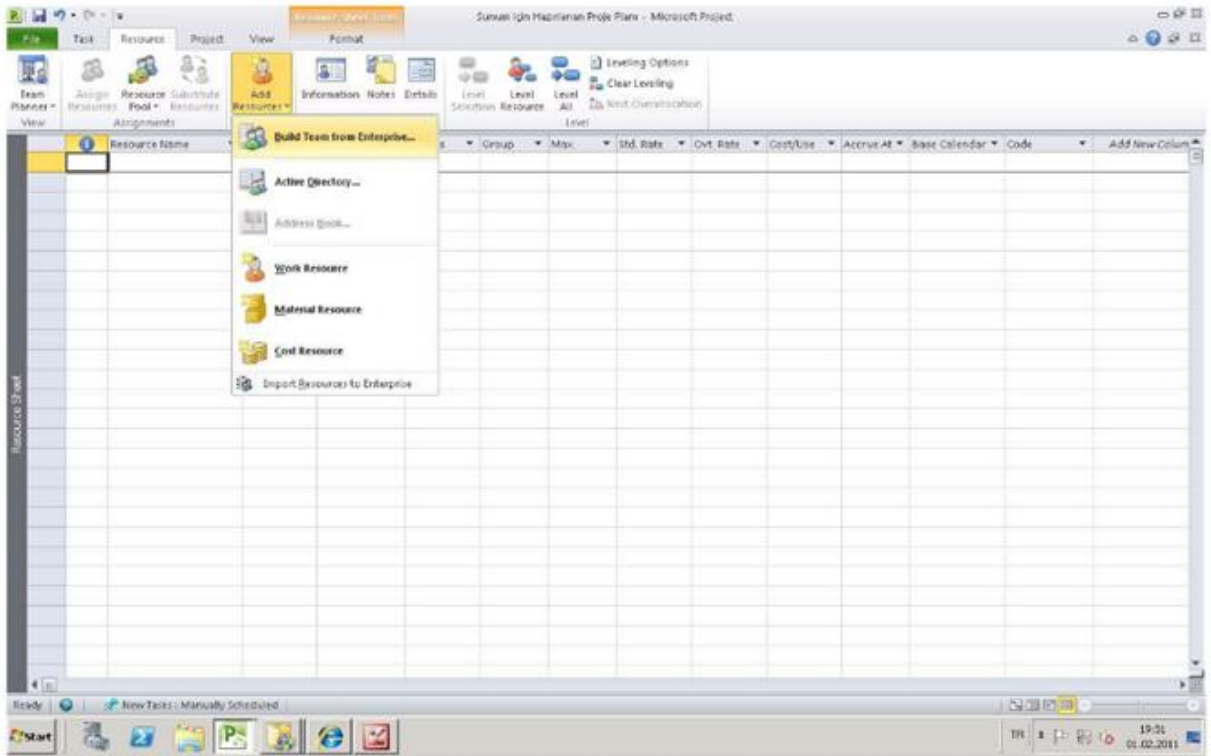 Resource Sheet Tools
Sunum İçin Hazırlanan Proje Planı - Microsoft Project
File Task Resource Project View Format
Team Planner
Assign Resources
Resource Pool
Substitute Resources
Add Resources
Information Notes Details
Level Selection
Level Resource
Level All
Leveling Options
Clear Leveling
Next Overallocation
View Assignments Level
Build Team from Enterprise...
Active Directory...
Address Book...
Work Resource
Material Resource
Cost Resource
Import Resources to Enterprise
Resource Name s Group Max. Std. Rate Ovt. Rate Cost/Use Accrue At Base Calendar Code Add New Colum
Resource Sheet
Ready New Tasks : Manually Scheduled
Start TR 19:31
01.02.2011